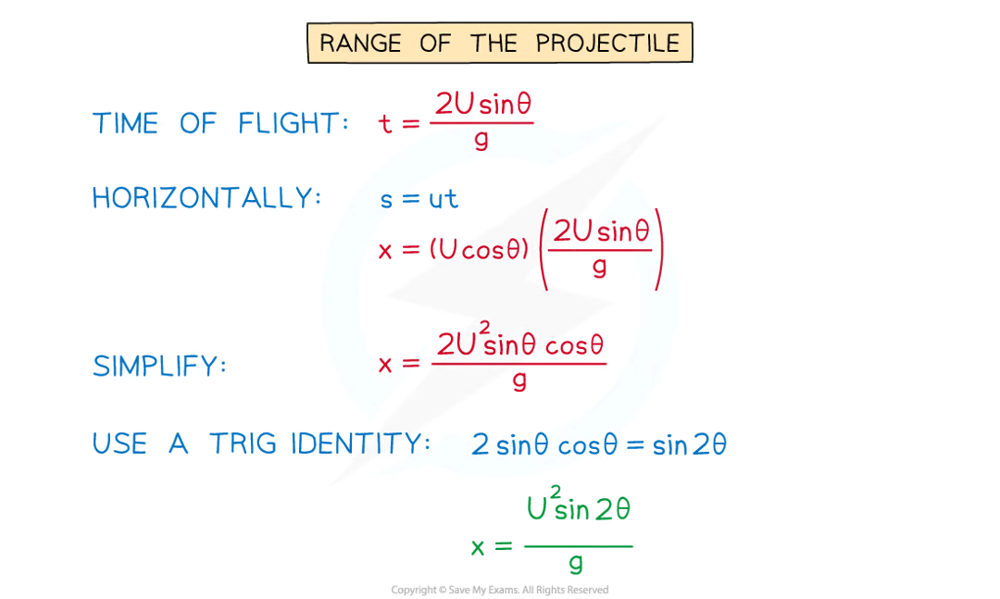 RANGE OF THE PROJECTILE
TIME OF FLIGHT: t = 2U sinθ / g
HORIZONTALLY: s = ut
x = (U cosθ) (2U sinθ / g)
SIMPLIFY: x = 2U² sinθ cosθ / g
USE A TRIG IDENTITY: 2 sinθ cosθ = sin 2θ
x = U² sin 2θ / g
Copyright © Save My Exams. All Rights Reserved